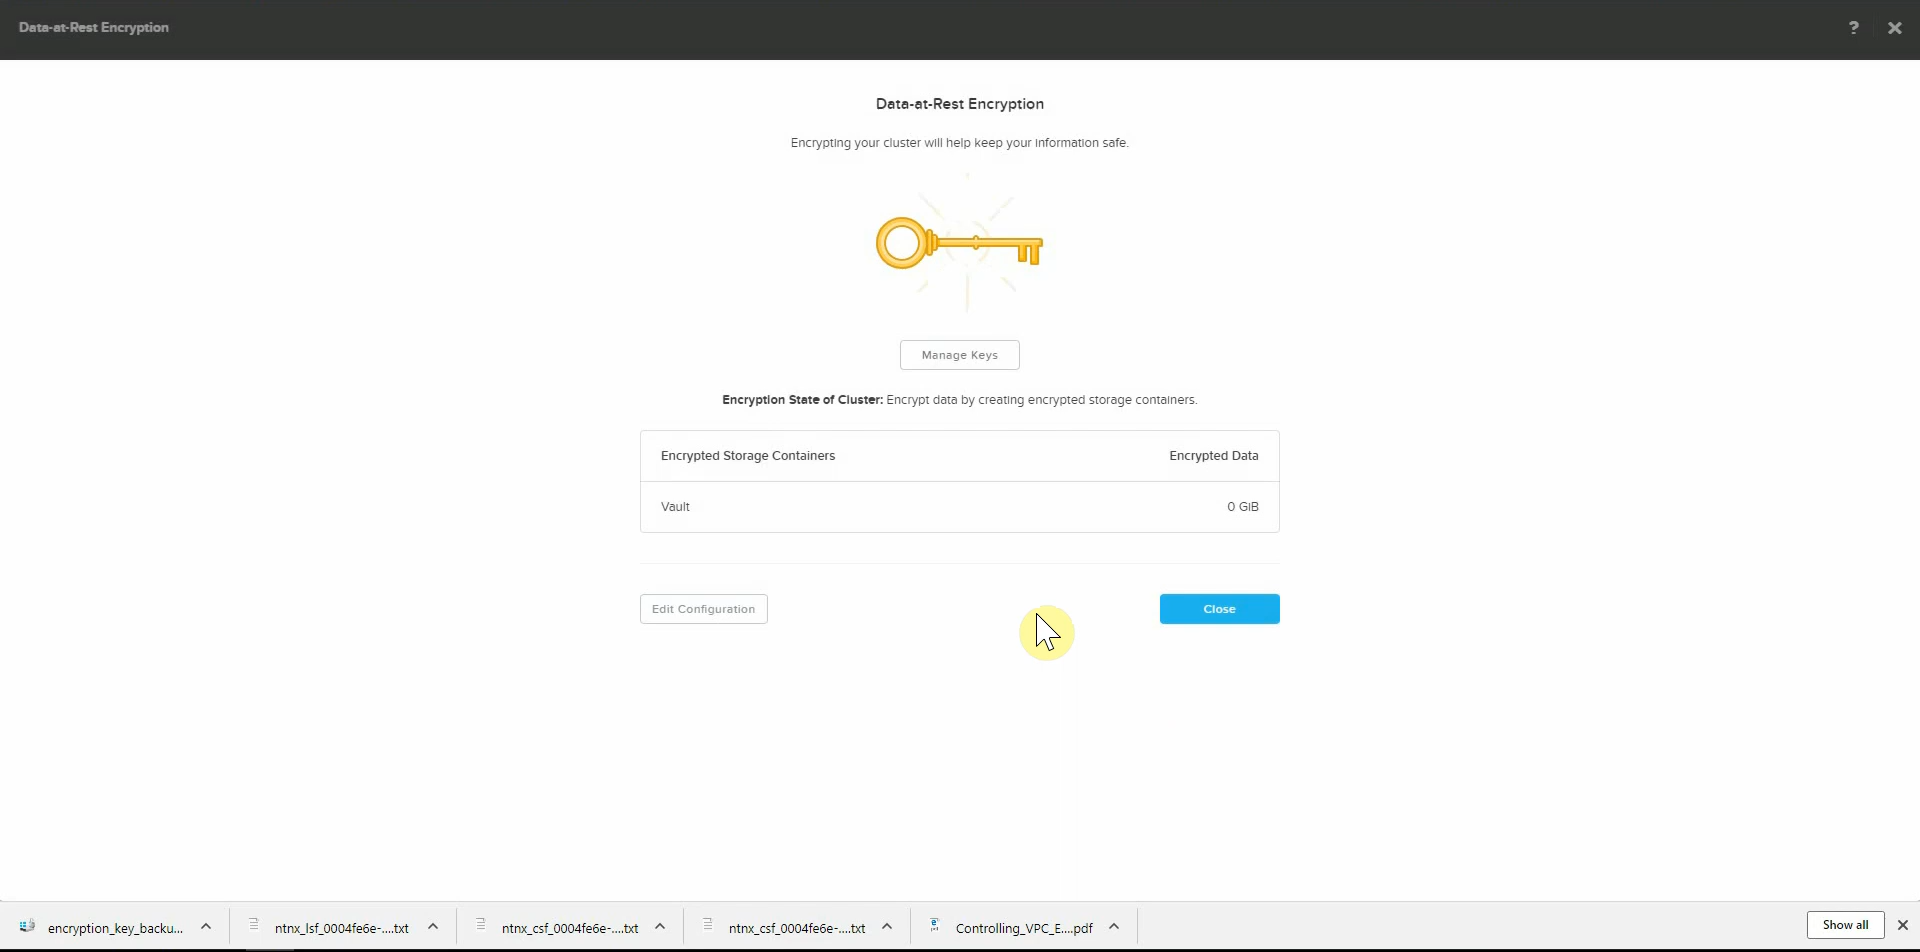 Data-at-Rest Encryption
?
Data-at-Rest Encryption
Encrypting your cluster will help keep your information safe.
Manage Keys
Encryption State of Cluster: Encrypt data by creating encrypted storage containers.
Encrypted Storage Containers Encrypted Data
Vault 0 GiB
Edit Configuration Close
encryption_key_backu... ntnx_lsf_0004fe6e-....txt ntnx_csf_0004fe6e-....txt ntnx_csf_0004fe6e-....txt Controlling_VPC_E....pdf Show all